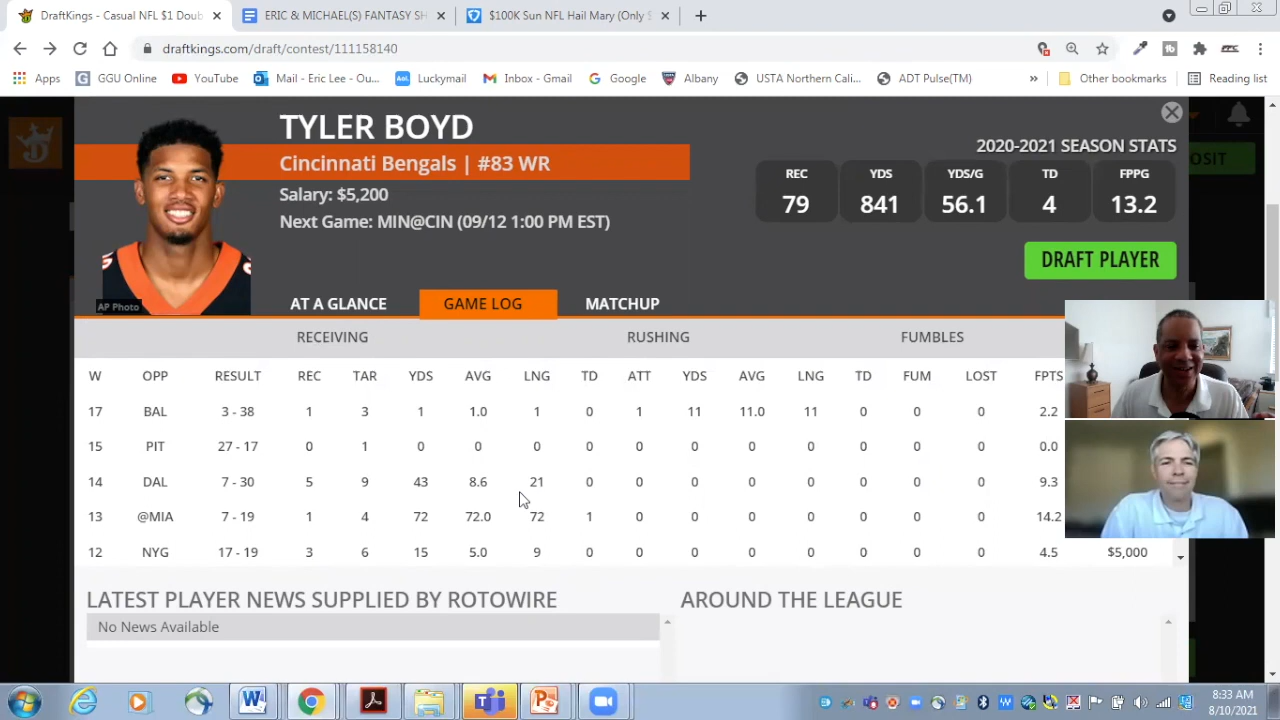 DraftKings - Casual NFL $1 Doub
ERIC & MICHAEL(S) FANTASY SH
$100K Sun NFL Hail Mary (Only $
draftkings.com/draft/contest/111158140
Apps GGU Online YouTube Mail - Eric Lee - Ou... Luckymail Inbox - Gmail Google Albany USTA Northern Cali... ADT Pulse(TM) » Other bookmarks Reading list
TYLER BOYD
Cincinnati Bengals | #83 WR
Salary: $5,200
Next Game: MIN@CIN (09/12 1:00 PM EST)
AP Photo
2020-2021 SEASON STATS
REC YDS YDS/G TD FPPG
79 841 56.1 4 13.2
OSIT
DRAFT PLAYER
AT A GLANCE GAME LOG MATCHUP
RECEIVING RUSHING FUMBLES
W OPP RESULT REC TAR YDS AVG LNG TD ATT YDS AVG LNG TD FUM LOST FPTS
17 BAL 3 - 38 1 3 1 1.0 1 0 1 11 11.0 11 0 0 0 2.2
15 PIT 27 - 17 0 1 0 0 0 0 0 0 0 0 0 0 0 0.0
14 DAL 7 - 30 5 9 43 8.6 21 0 0 0 0 0 0 0 0 9.3
13 @MIA 7 - 19 1 4 72 72.0 72 1 0 0 0 0 0 0 0 14.2
12 NYG 17 - 19 3 6 15 5.0 9 0 0 0 0 0 0 0 0 4.5 $5,000
LATEST PLAYER NEWS SUPPLIED BY ROTOWIRE
No News Available
AROUND THE LEAGUE
8:33 AM
8/10/2021